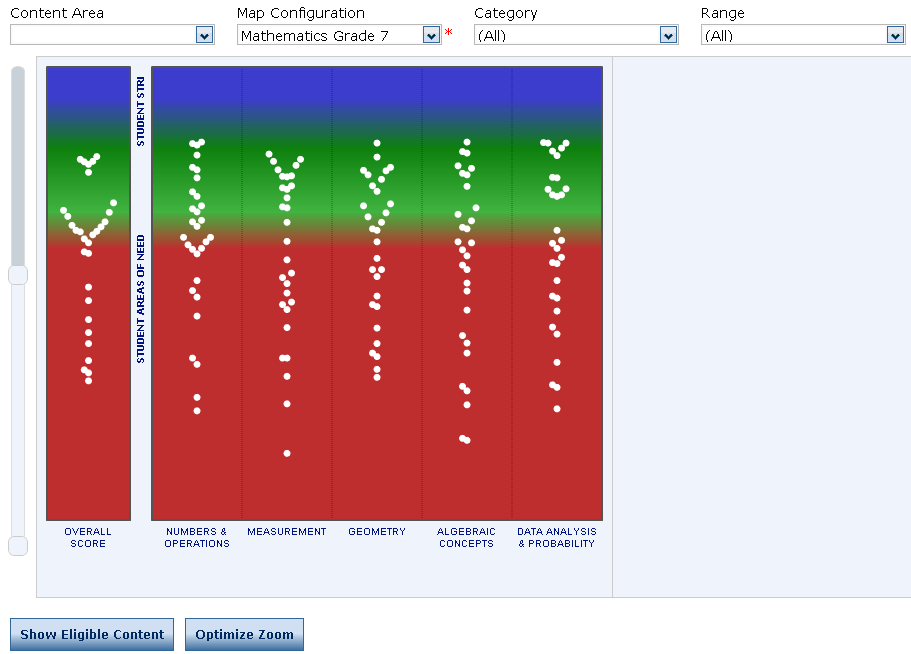 Content Area
Map Configuration
Category
Range
Mathematics Grade 7
*
(All)
(All)
STUDENT STRI
STUDENT AREAS OF NEED
OVERALL
SCORE
NUMBERS &
OPERATIONS
MEASUREMENT
GEOMETRY
ALGEBRAIC
CONCEPTS
DATA ANALYSIS
& PROBABILITY
Show Eligible Content
Optimize Zoom